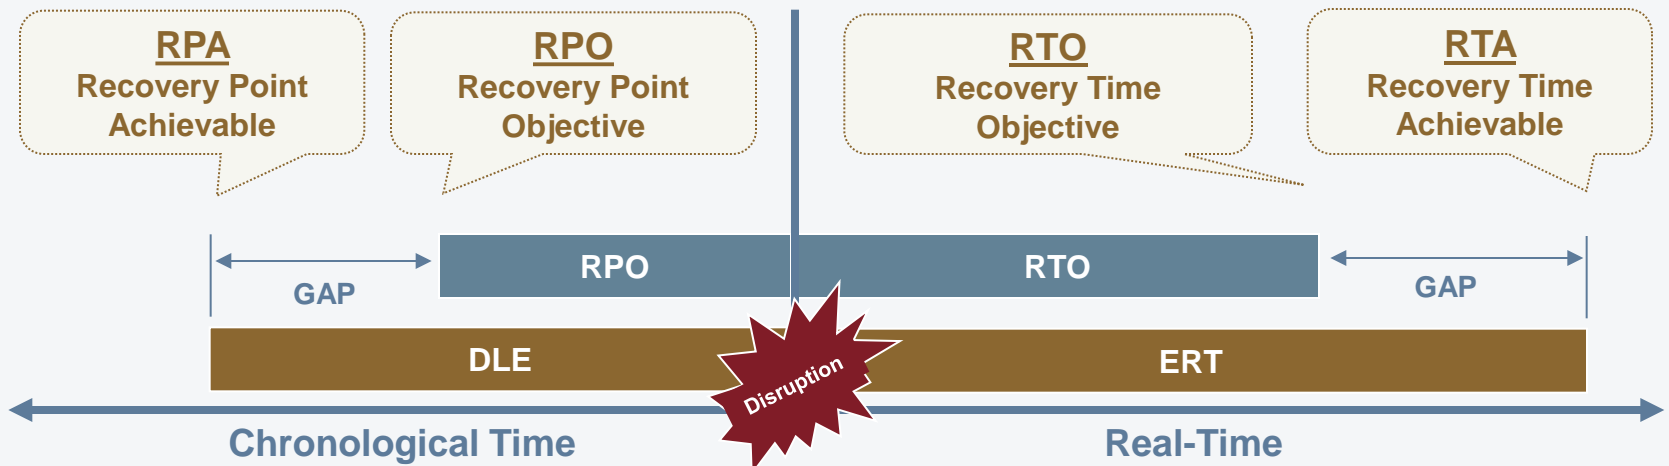 RPA
Recovery Point
Achievable
RPO
Recovery Point
Objective
RTO
Recovery Time
Objective
RTA
Recovery Time
Achievable
GAP
RPO
RTO
GAP
DLE
Disruption
ERT
Chronological Time
Real-Time